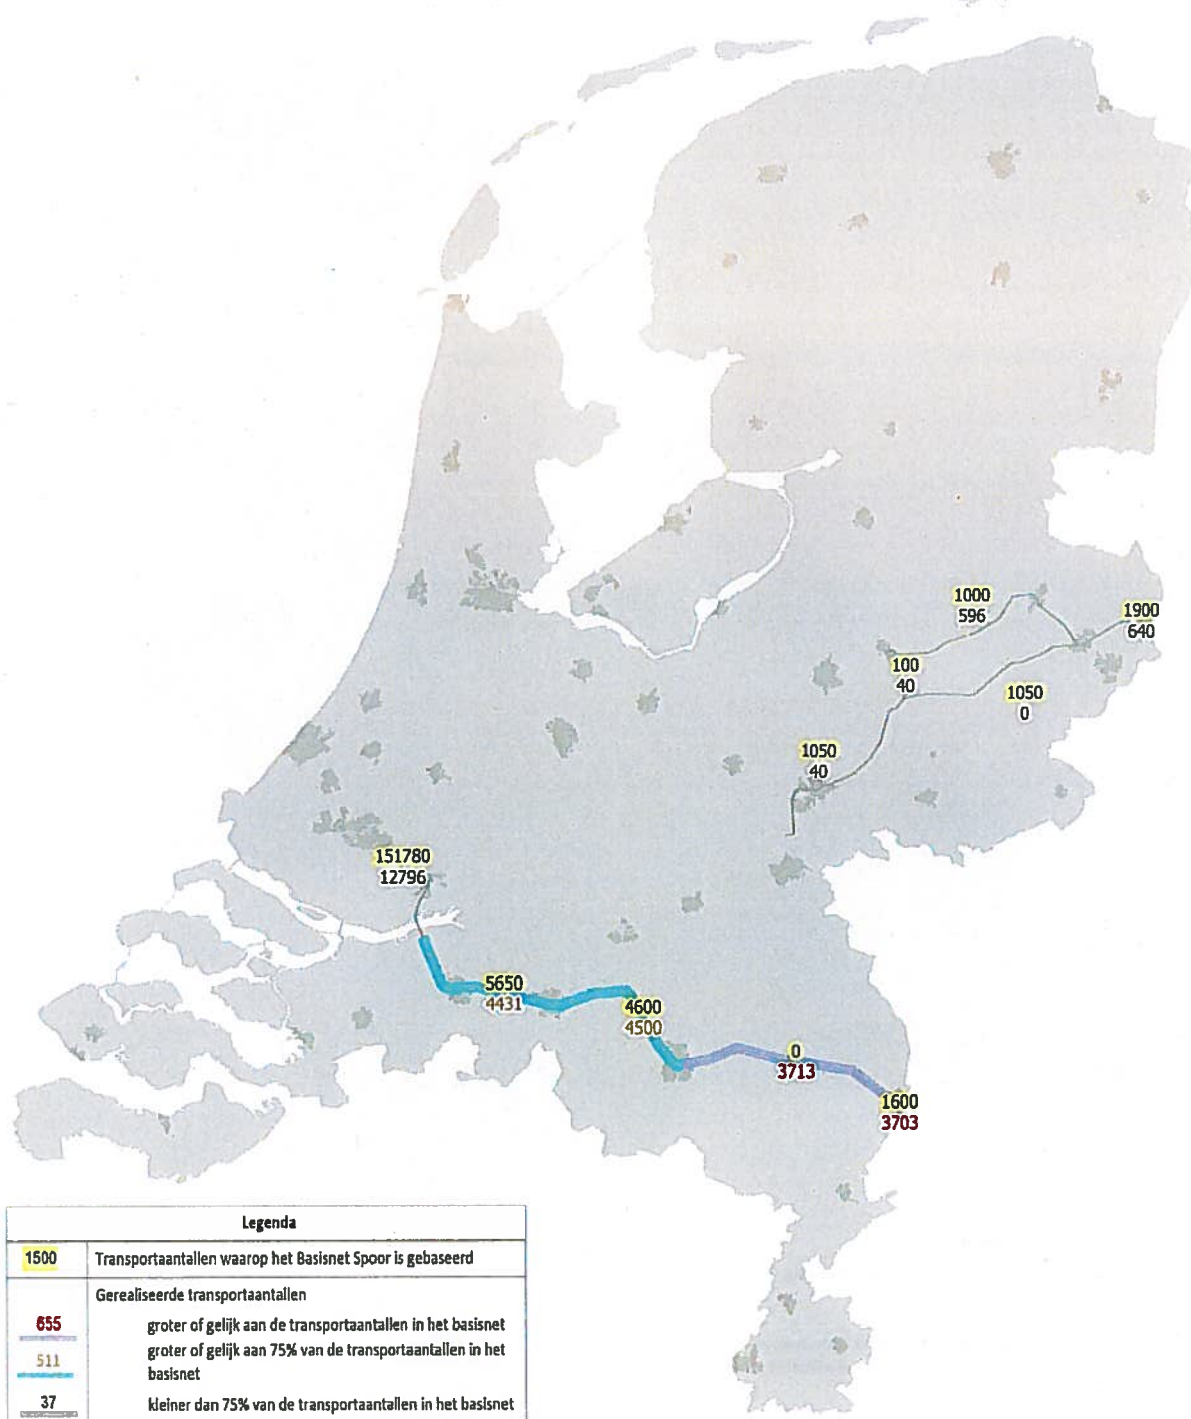 1000
596
1900
640
100
40
1050
0
1050
40
151780
12796
5650
4431
4600
4500
0
3713
1600
3703
Legenda
1500 Transportaantallen waarop het Basisnet Spoor is gebaseerd
Gerealiseerde transportaantallen
655 groter of gelijk aan de transportaantallen in het basisnet
511 groter of gelijk aan 75% van de transportaantallen in het
basisnet
37 kleiner dan 75% van de transportaantallen in het basisnet